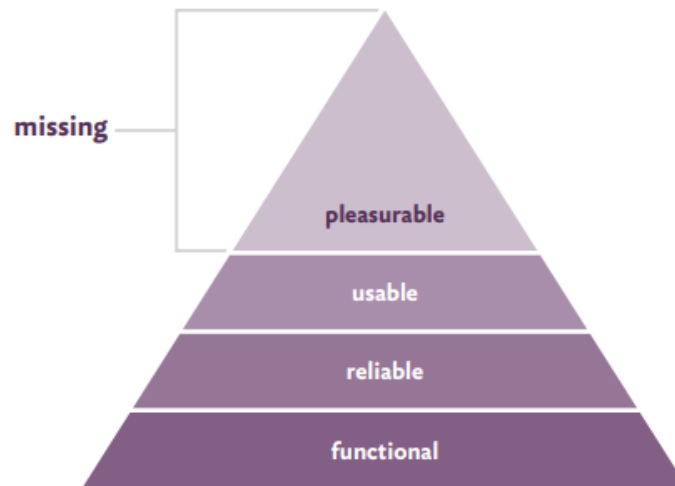 missing
pleasurable
usable
reliable
functional